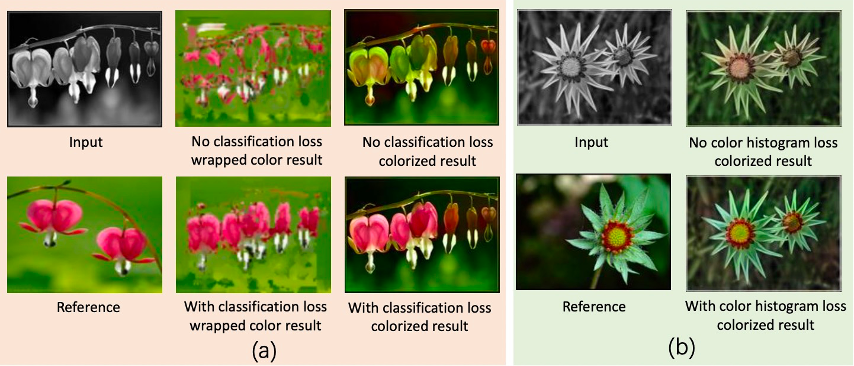 Input
No classification loss
wrapped color result
No classification loss
colorized result
Reference
With classification loss
wrapped color result
With classification loss
colorized result
(a)
Input
No color histogram loss
colorized result
Reference
With color histogram loss
colorized result
(b)